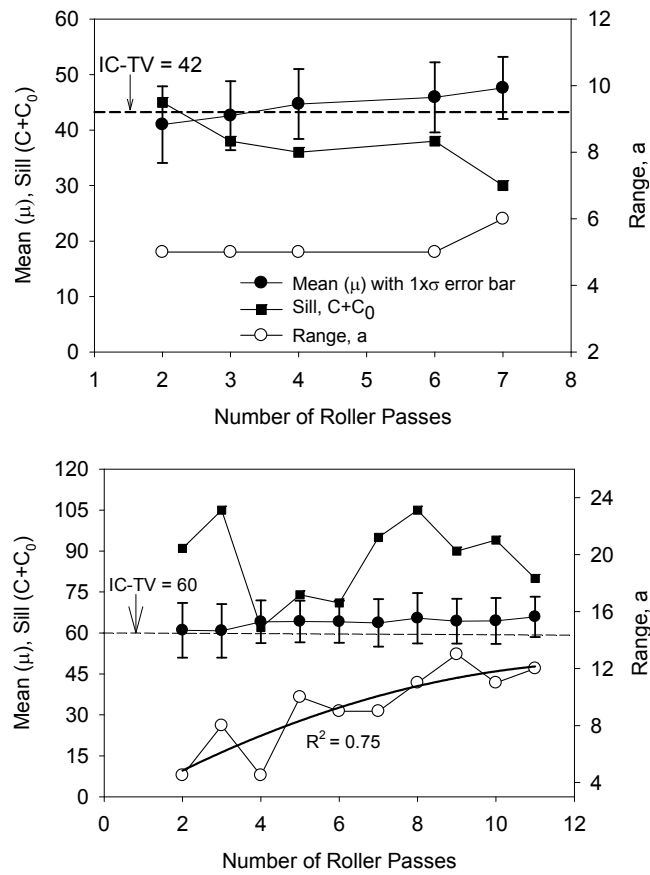 12
60
IC-TV = 42
50
10
40
8
30
6
20
Mean (μ) with 1xσ error bar
10
4
Sill, C+C0
Range, a
0
2
1 2 3 4 5 6 7 8
Number of Roller Passes
Mean (μ), Sill (C+C0)
Range, a
120
105
24
90
20
75
IC-TV = 60
16
60
45
12
30
8
R2 = 0.75
15
4
0
0 2 4 6 8 10 12
Number of Roller Passes
Mean (μ), Sill (C+C0)
Range, a